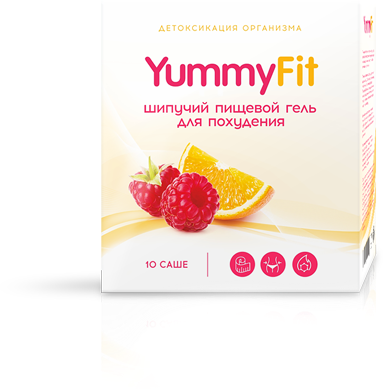 ДЕТОКСИКАЦИЯ ОРГАНИЗМА
YummyFit
ШИПУЧИЙ ПИЩЕВОЙ ГЕЛЬ
ДЛЯ ПОХУДЕНИЯ
10 САШЕ